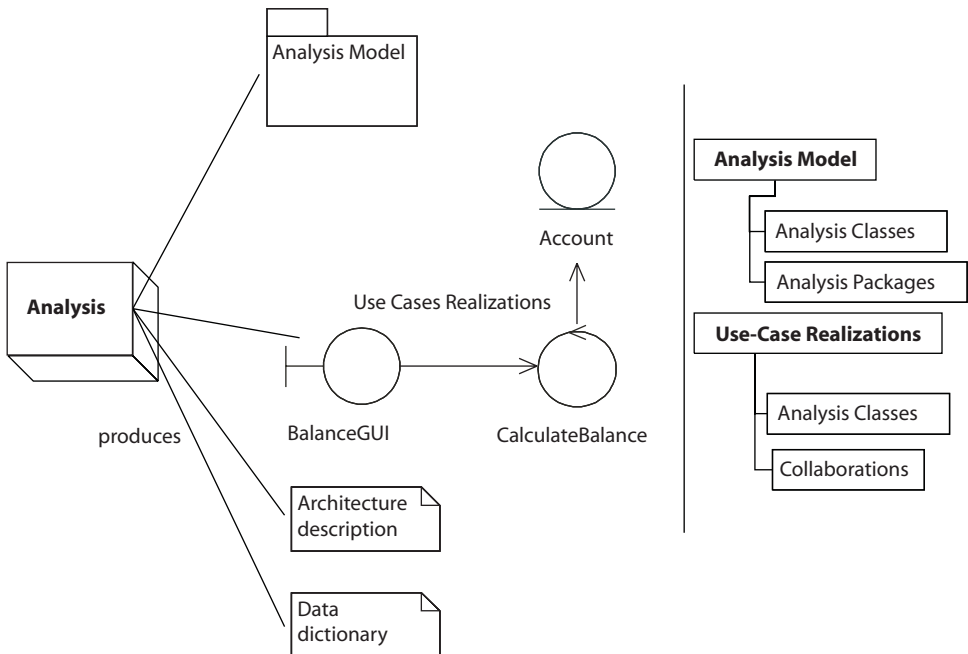 Analysis Model
Account
Analysis
Use Cases Realizations
produces
BalanceGUI
CalculateBalance
Architecture
description
Data
dictionary
Analysis Model
Analysis Classes
Analysis Packages
Use-Case Realizations
Analysis Classes
Collaborations